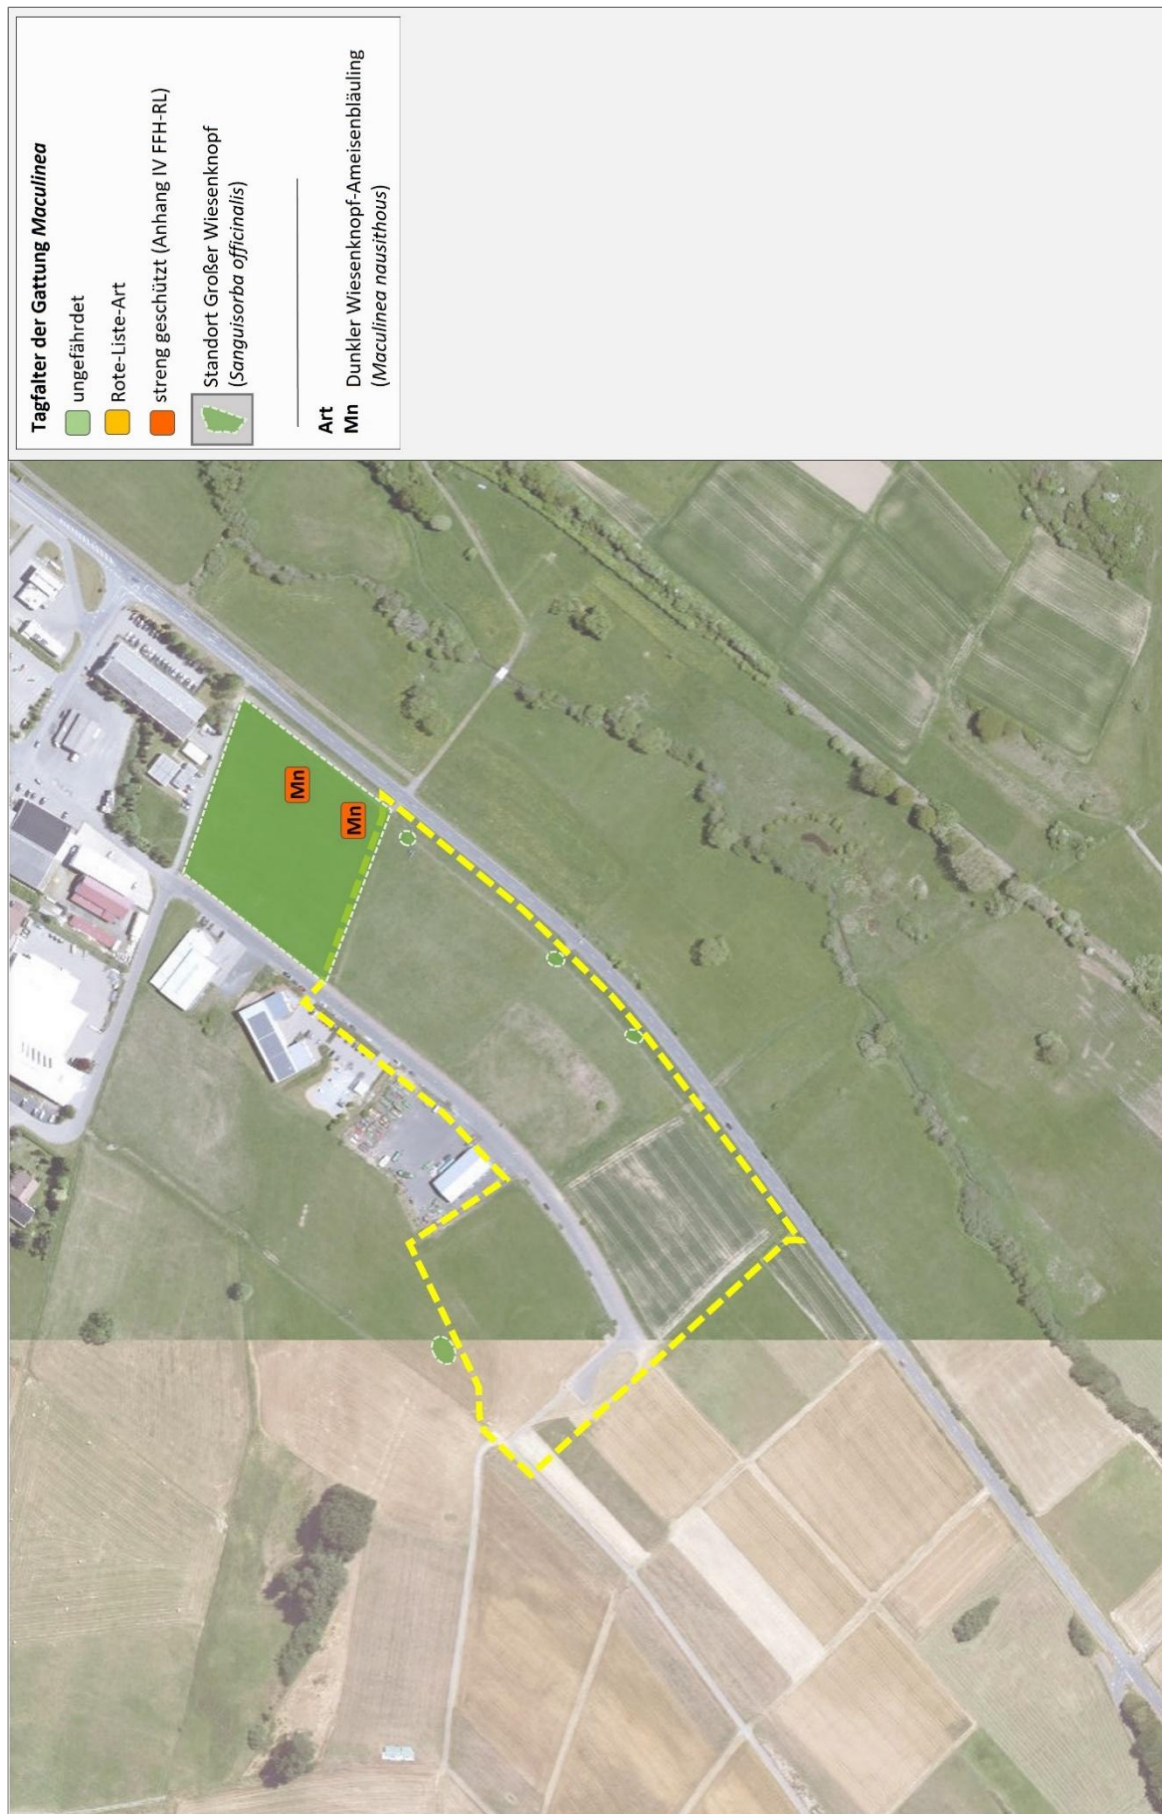 Tagfalter der Gattung Maculinea
ungefährdet
Rote-Liste-Art
streng geschützt (Anhang IV FFH-RL)
Standort Großer Wiesenknopf
(Sanguisorba officinalis)
Art
Mn Dunkler Wiesenknopf-Ameisenbläuling
(Maculinea nausithous)
Mn
Mn